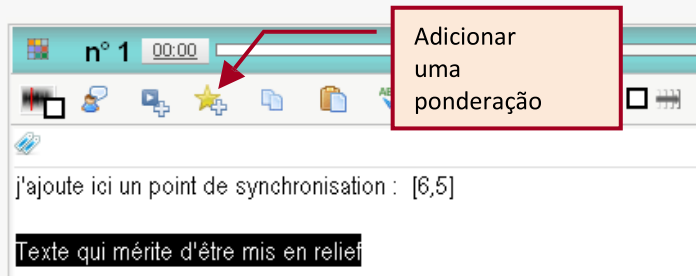 Adicionar
uma
ponderação
n° 1 00:00
j'ajoute ici un point de synchronisation : [6,5]
Texte qui mérite d'être mis en relief